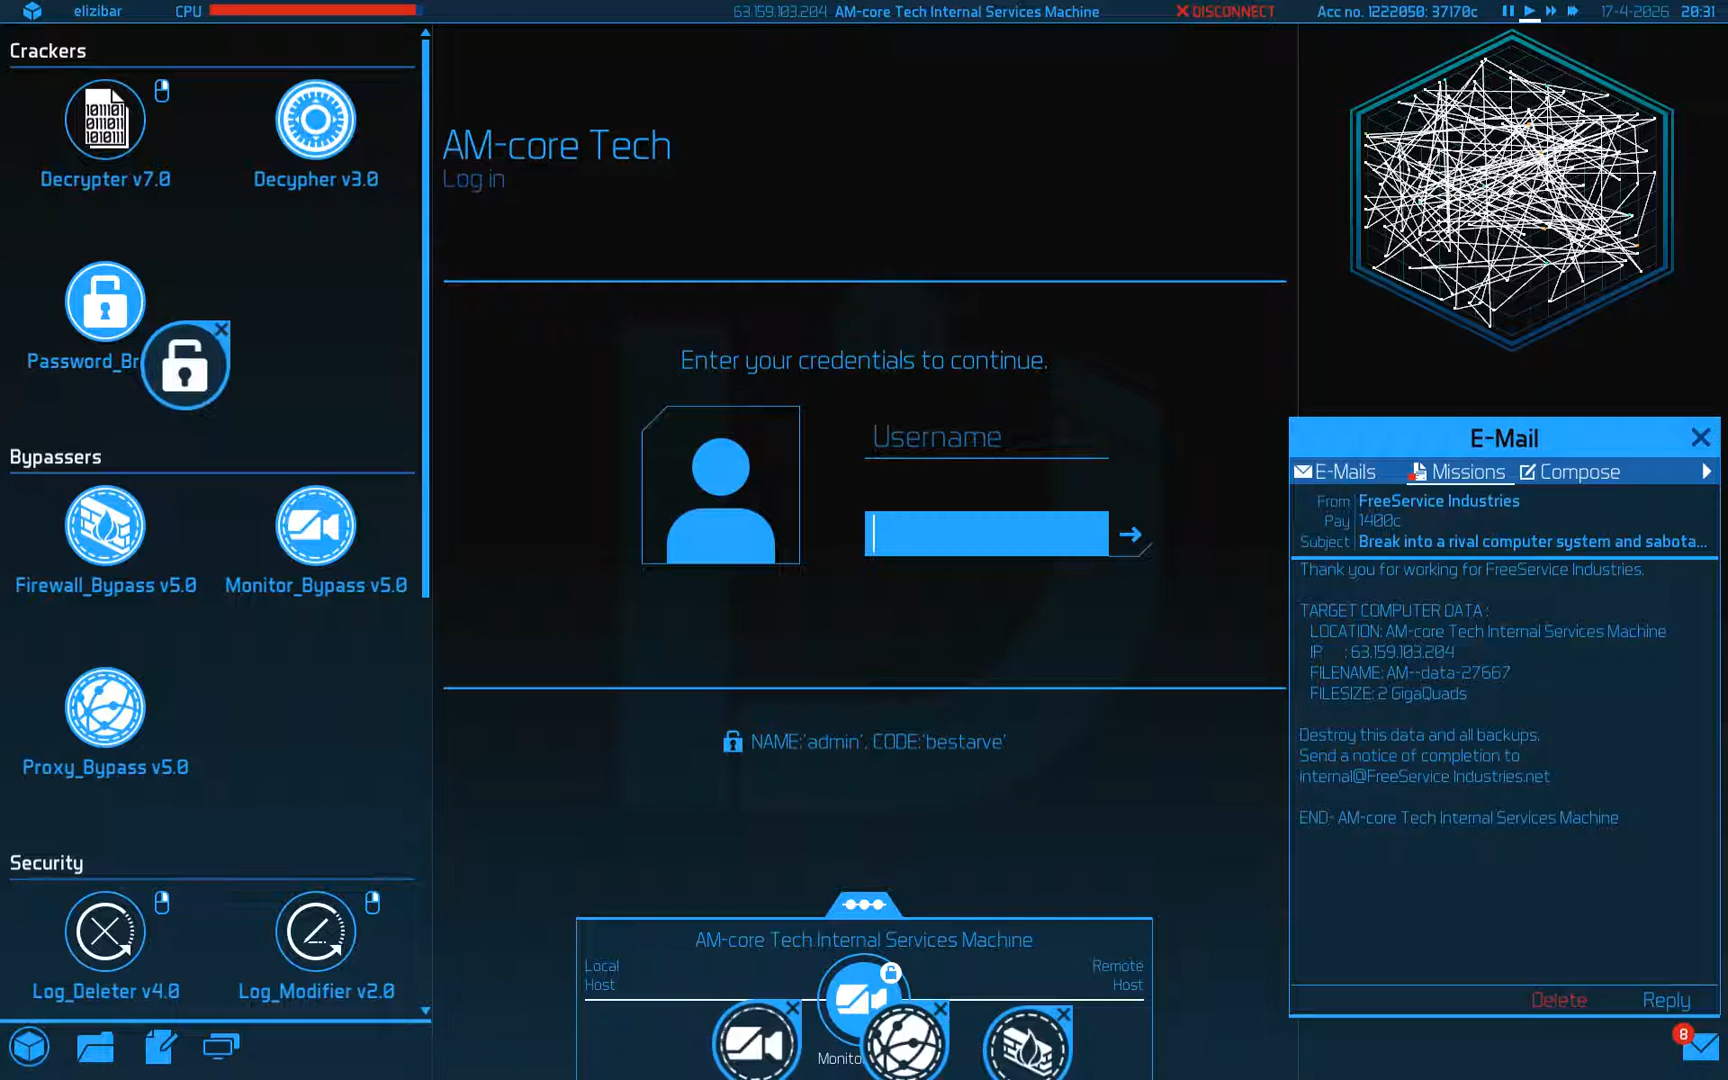 elizibar
CPU
63.159.103.204 AM-core Tech Internal Services Machine
DISCONNECT
Acc no. 1222050: 37170c
17-4-2026 20:31
Crackers
Decrypter v7.0
Decypher v3.0
Password_Br
Bypassers
Firewall_Bypass v5.0
Monitor_Bypass v5.0
Proxy_Bypass v5.0
Security
Log_Deleter v4.0
Log_Modifier v2.0
AM-core Tech
Log in
Enter your credentials to continue.
Username
NAME:'admin', CODE:'bestarve'
AM-core Tech Internal Services Machine
Local
Host
Remote
Host
Monito
E-Mail
E-Mails
Missions
Compose
From FreeService Industries
Pay 1400c
Subject Break into a rival computer system and sabota...
Thank you for working for FreeService Industries.
TARGET COMPUTER DATA :
LOCATION: AM-core Tech Internal Services Machine
IP : 63.159.103.204
FILENAME: AM--data-27667
FILESIZE: 2 GigaQuads
Destroy this data and all backups.
Send a notice of completion to
internal@FreeService Industries.net
END- AM-core Tech Internal Services Machine
Delete
Reply
8